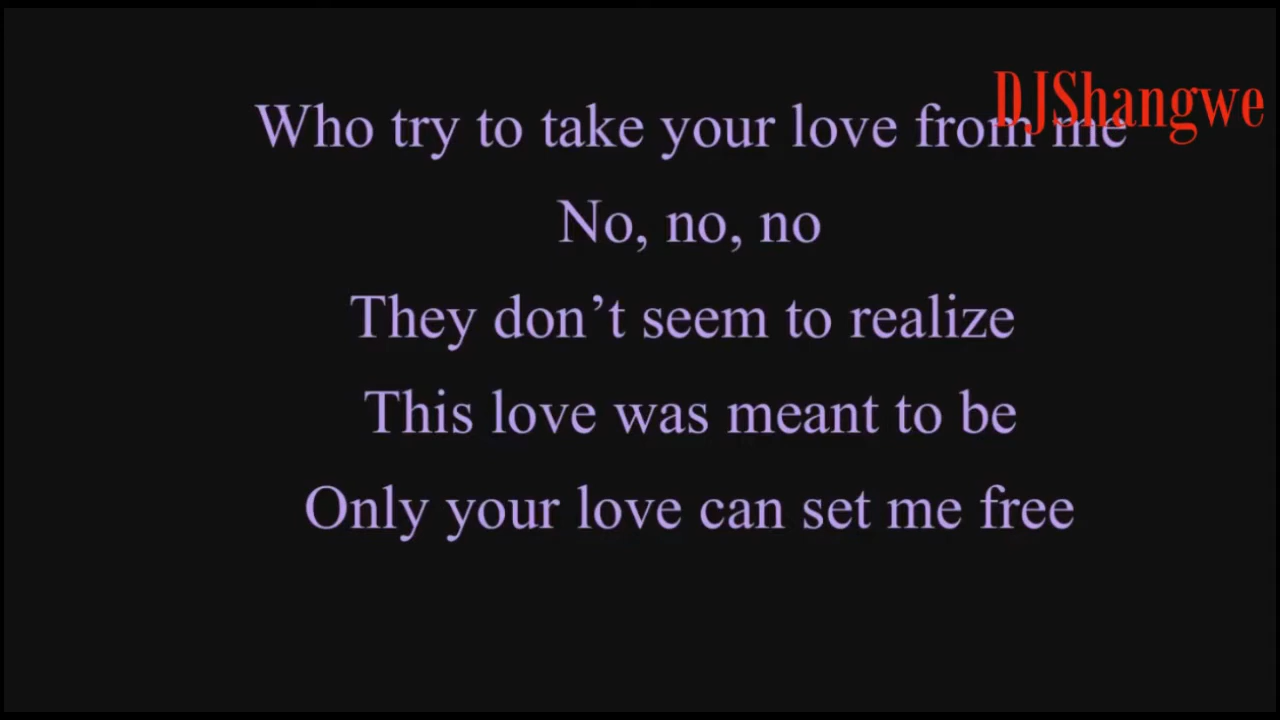 DJShangwe
Who try to take your love from me
No, no, no
They don’t seem to realize
This love was meant to be
Only your love can set me free